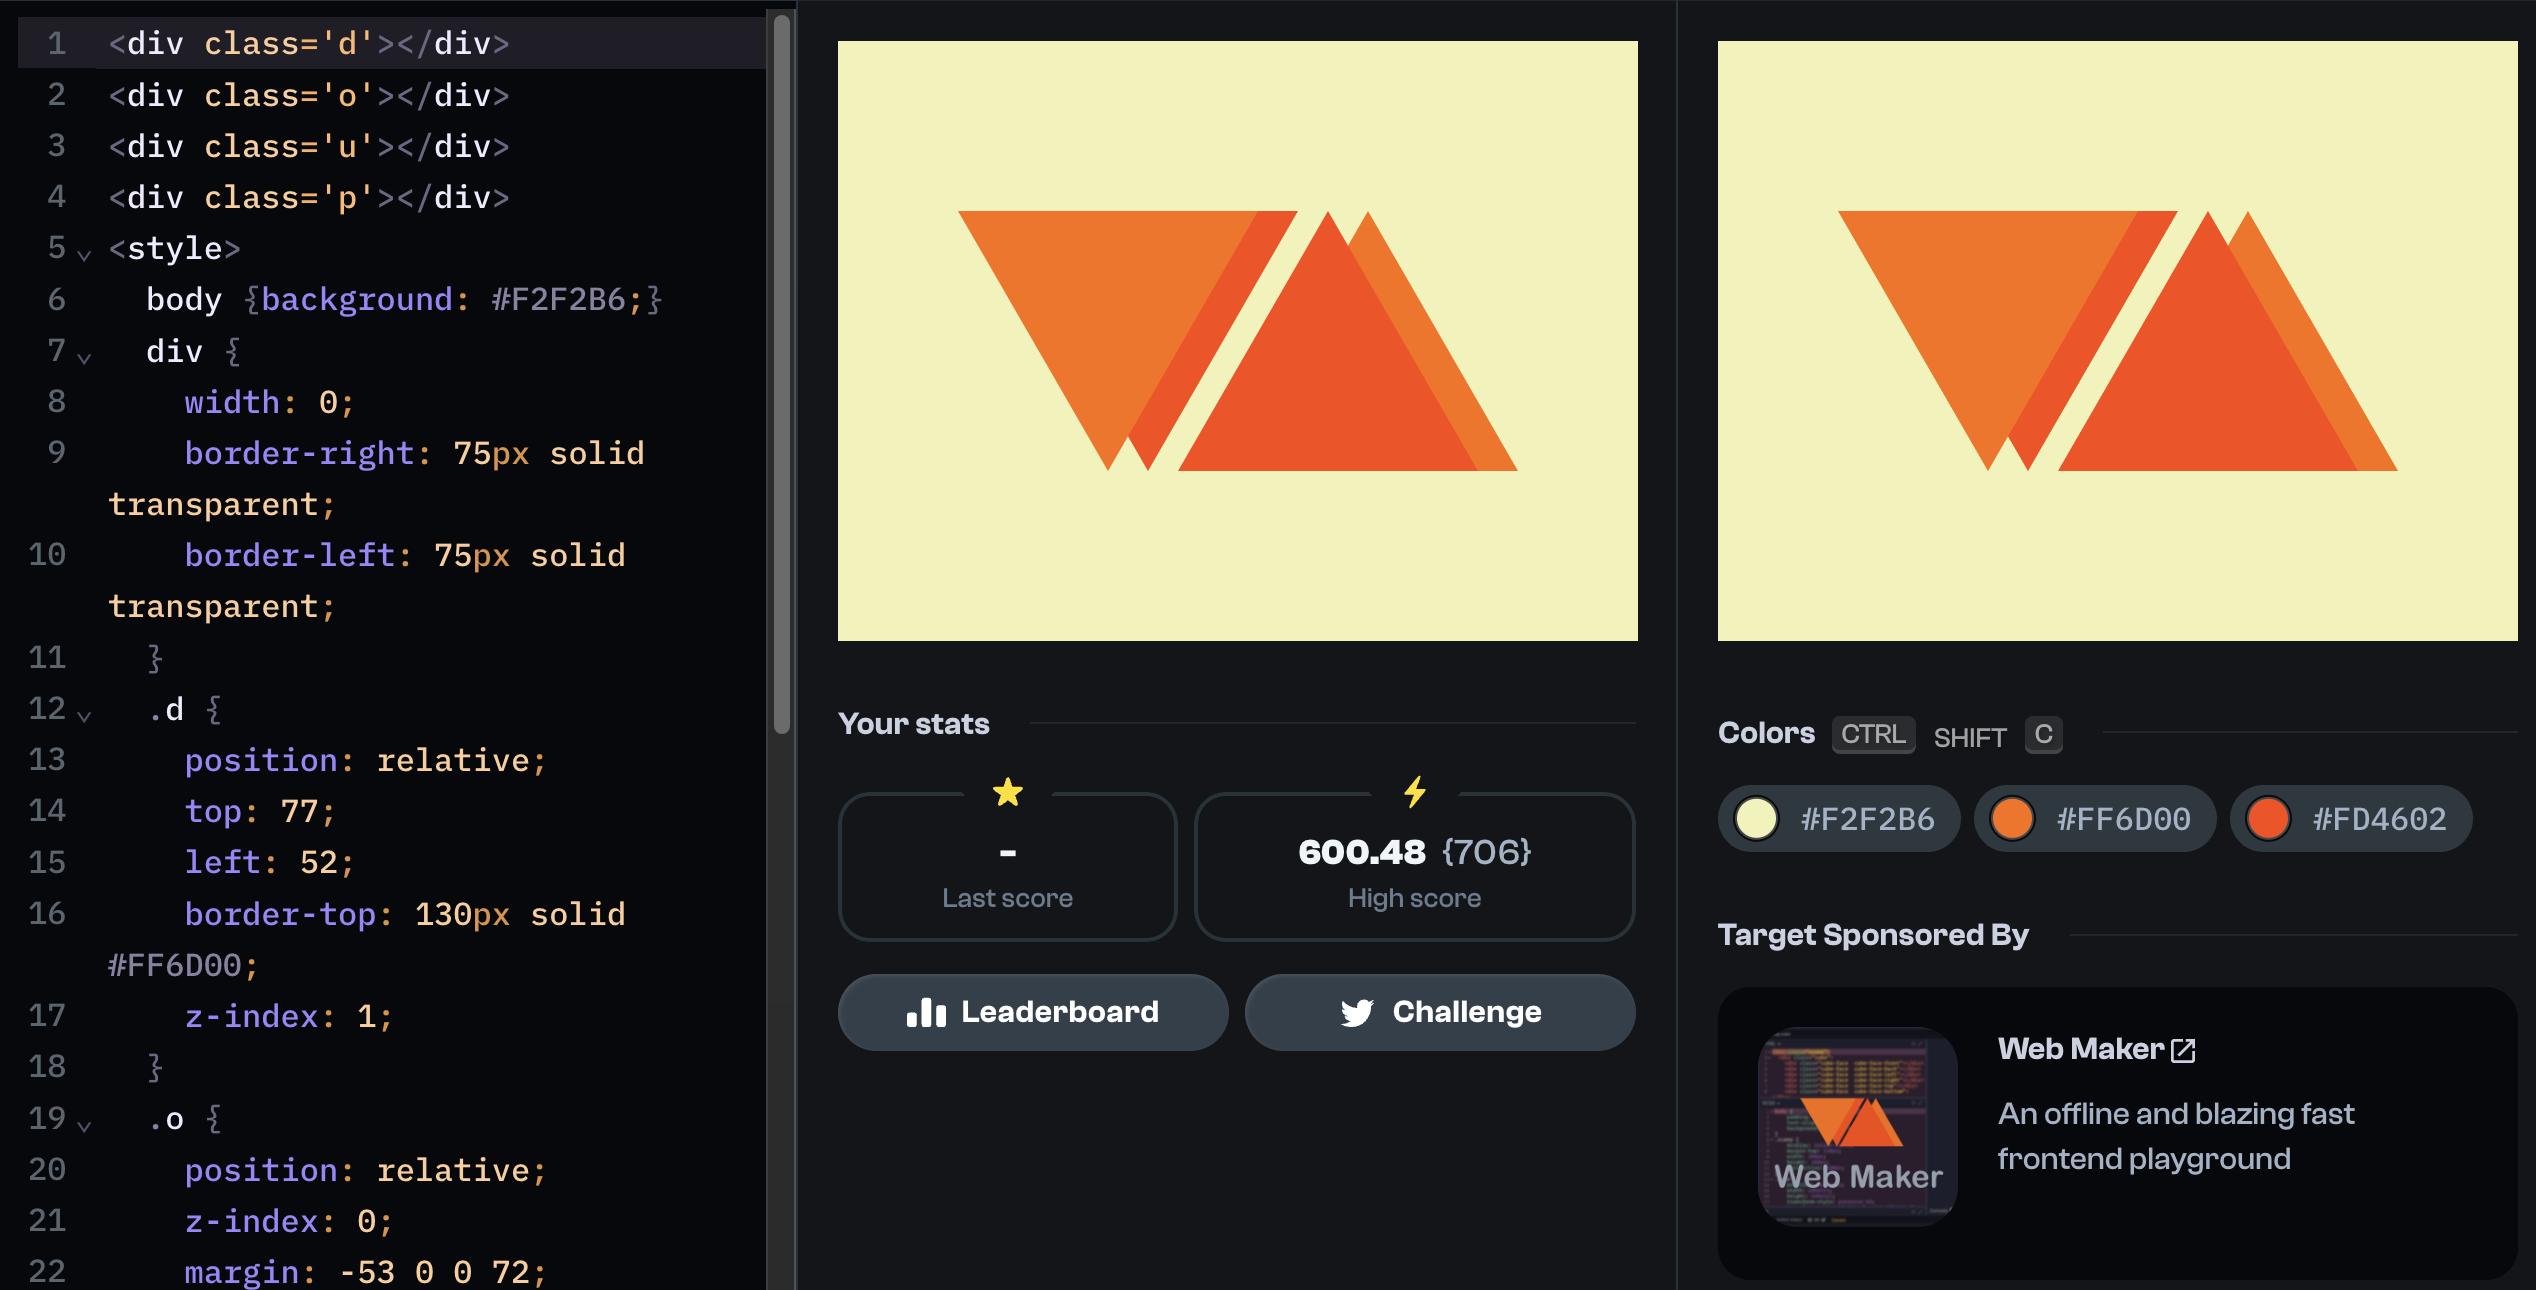 1 <div class='d'></div>
2 <div class='o'></div>
3 <div class='u'></div>
4 <div class='p'></div>
5 <style>
6 body {background: #F2F2B6;}
7 div {
8 width: 0;
9 border-right: 75px solid
transparent;
10 border-left: 75px solid
transparent;
11 }
12 .d {
13 position: relative;
14 top: 77;
15 left: 52;
16 border-top: 130px solid
#FF6D00;
17 z-index: 1;
18 }
19 .o {
20 position: relative;
21 z-index: 0;
22 margin: -53 0 0 72;
Your stats
-
Last score
600.48 {706}
High score
Leaderboard
Challenge
Colors CTRL SHIFT C
#F2F2B6
#FF6D00
#FD4602
Target Sponsored By
Web Maker
Web Maker
An offline and blazing fast
frontend playground